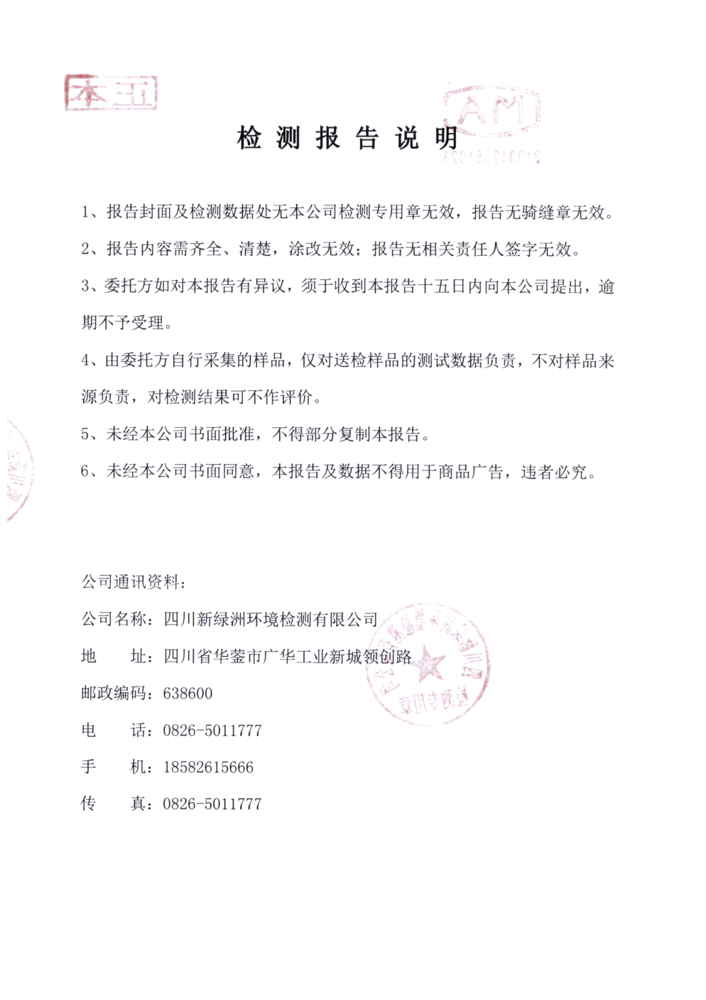 检测报告说明
1、报告封面及检测数据处无本公司检测专用章无效，报告无骑缝章无效。
2、报告内容需齐全、清楚，涂改无效；报告无相关责任人签字无效。
3、委托方如对本报告有异议，须于收到本报告十五日内向本公司提出，逾
期不予受理。
4、由委托方自行采集的样品，仅对送检样品的测试数据负责，不对样品来
源负责，对检测结果可不作评价。
5、未经本公司书面批准，不得部分复制本报告。
6、未经本公司书面同意，本报告及数据不得用于商品广告，违者必究。
公司通讯资料：
公司名称：四川新绿洲环境检测有限公司
地　　址：四川省华蓥市广华工业新城领创路
邮政编码：638600
电　　话：0826-5011777
手　　机：18582615666
传　　真：0826-5011777
检测专用章